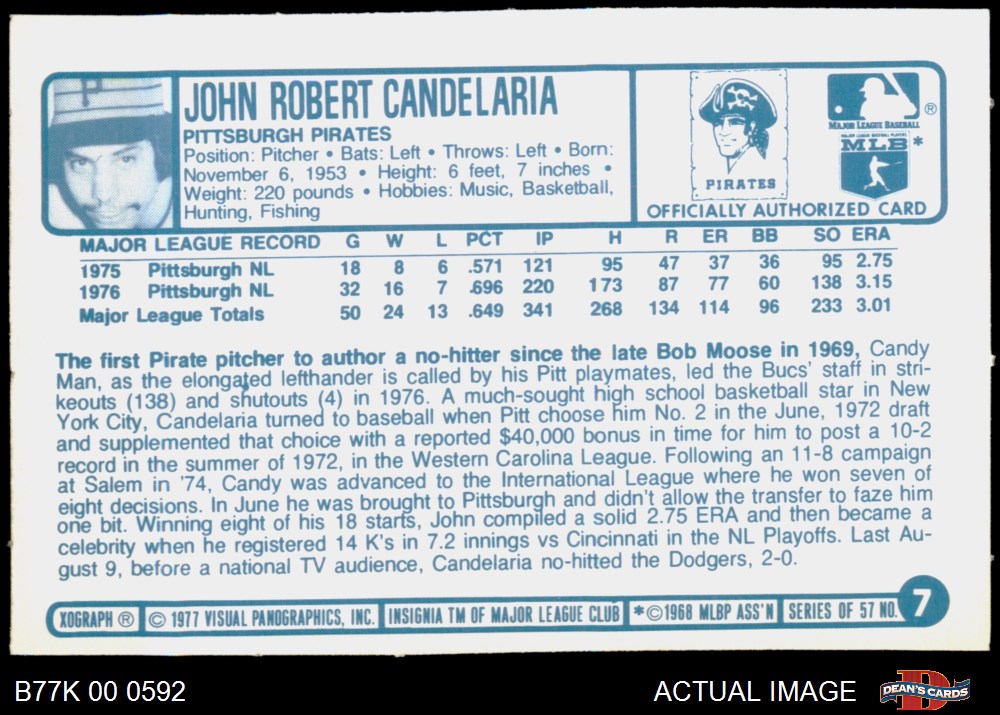 P
JOHN ROBERT CANDELARIA
PITTSBURGH PIRATES
Position: Pitcher • Bats: Left • Throws: Left • Born:
November 6, 1953 • Height: 6 feet, 7 inches •
Weight: 220 pounds • Hobbies: Music, Basketball,
Hunting, Fishing
PIRATES
MAJOR LEAGUE BASEBALL ®
MAJOR LEAGUE BASEBALL PLAYERS
MLB *
OFFICIALLY AUTHORIZED CARD
MAJOR LEAGUE RECORD G W L PCT IP H R ER BB SO ERA
1975 Pittsburgh NL 18 8 6 .571 121 95 47 37 36 95 2.75
1976 Pittsburgh NL 32 16 7 .696 220 173 87 77 60 138 3.15
Major League Totals 50 24 13 .649 341 268 134 114 96 233 3.01
The first Pirate pitcher to author a no-hitter since the late Bob Moose in 1969, Candy
Man, as the elongated lefthander is called by his Pitt playmates, led the Bucs' staff in stri-
keouts (138) and shutouts (4) in 1976. A much-sought high school basketball star in New
York City, Candelaria turned to baseball when Pitt choose him No. 2 in the June, 1972 draft
and supplemented that choice with a reported $40,000 bonus in time for him to post a 10-2
record in the summer of 1972, in the Western Carolina League. Following an 11-8 campaign
at Salem in '74, Candy was advanced to the International League where he won seven of
eight decisions. In June he was brought to Pittsburgh and didn't allow the transfer to faze him
one bit. Winning eight of his 18 starts, John compiled a solid 2.75 ERA and then became a
celebrity when he registered 14 K's in 7.2 innings vs Cincinnati in the NL Playoffs. Last Au-
gust 9, before a national TV audience, Candelaria no-hitted the Dodgers, 2-0.
XOGRAPH ® © 1977 VISUAL PANOGRAPHICS, INC. INSIGNIA TM OF MAJOR LEAGUE CLUB *©1968 MLBP ASS'N SERIES OF 57 NO. 7
B77K 00 0592 ACTUAL IMAGE DEAN'S CARDS